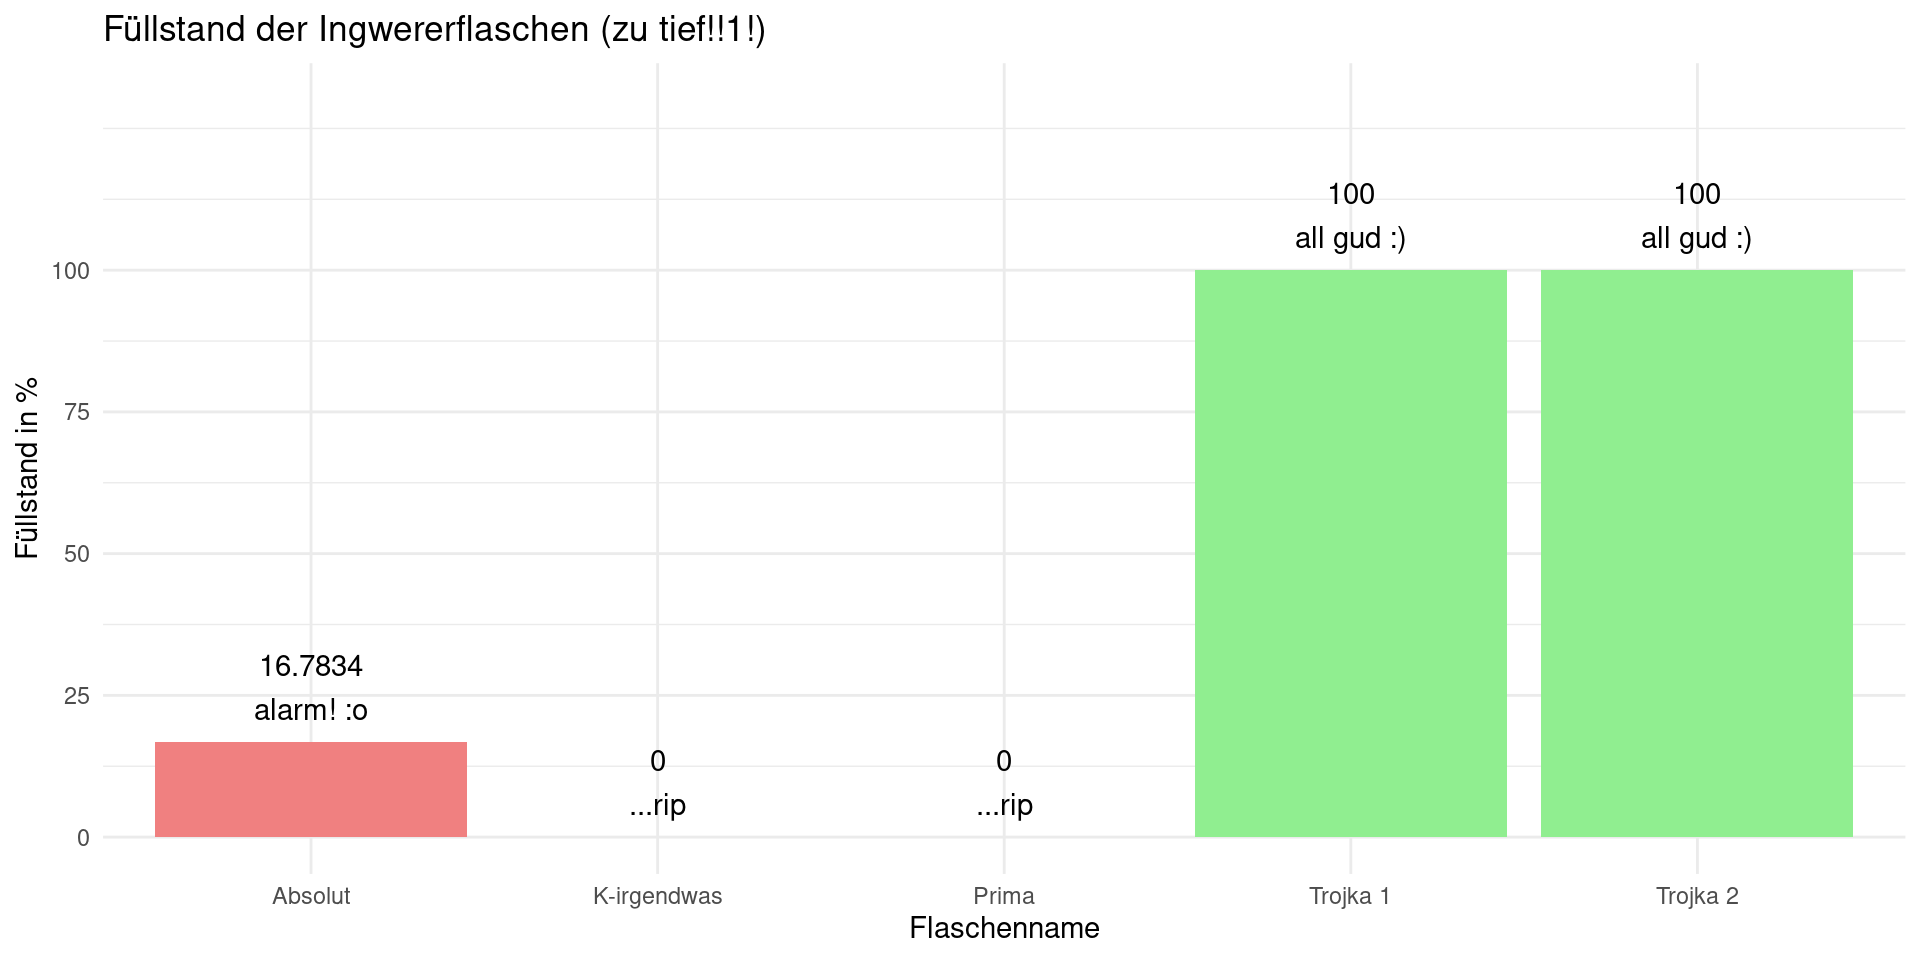 Füllstand der Ingwererflaschen (zu tief!!1!)
100
all gud :)
100
all gud :)
16.7834
alarm! :o
0
...rip
0
...rip
Füllstand in %
100
75
50
25
0
Absolut
K-irgendwas
Prima
Trojka 1
Trojka 2
Flaschenname